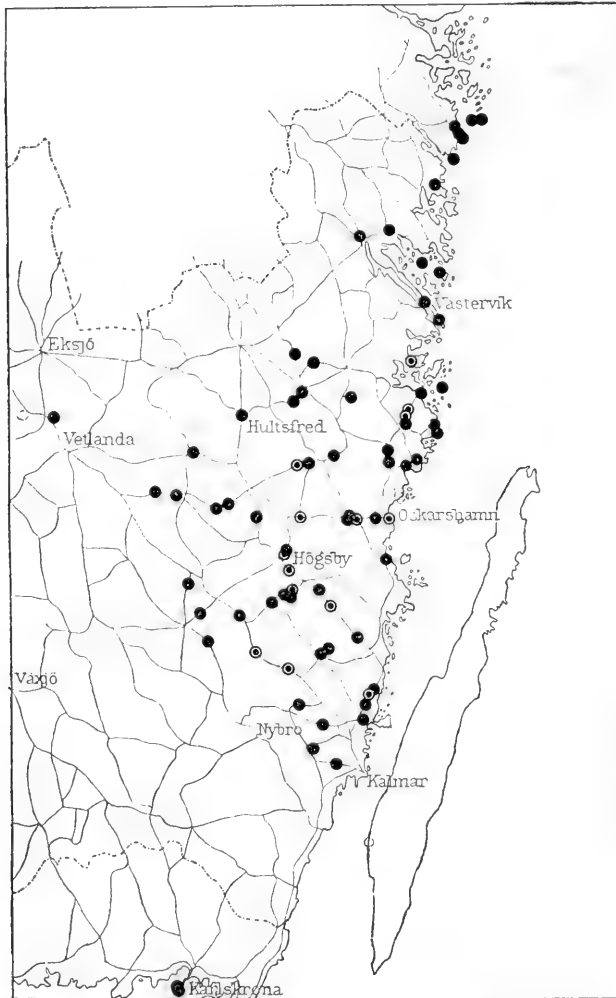 Västervik
Eksjö
Hultsfred
Vetlanda
Oskarshamn
Högsby
Växjö
Nybro
Kalmar
Karlskrona